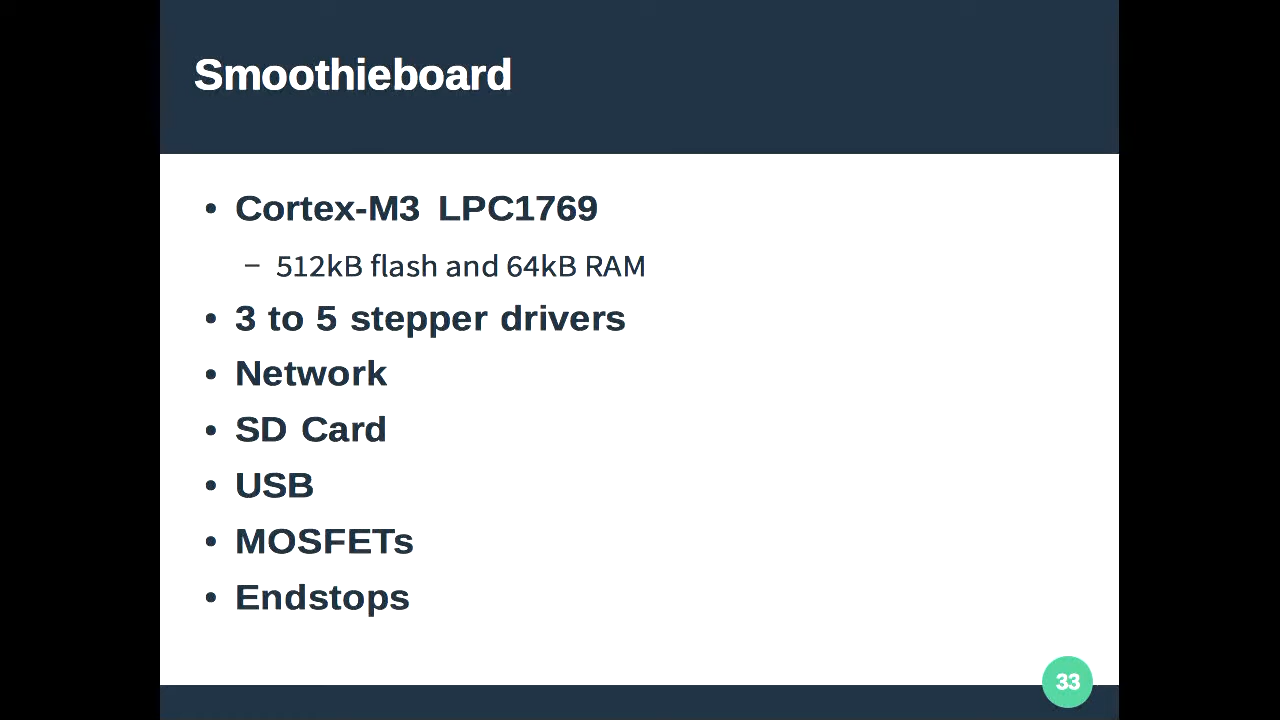 Smoothieboard
• Cortex-M3 LPC1769
– 512kB flash and 64kB RAM
• 3 to 5 stepper drivers
• Network
• SD Card
• USB
• MOSFETs
• Endstops
33